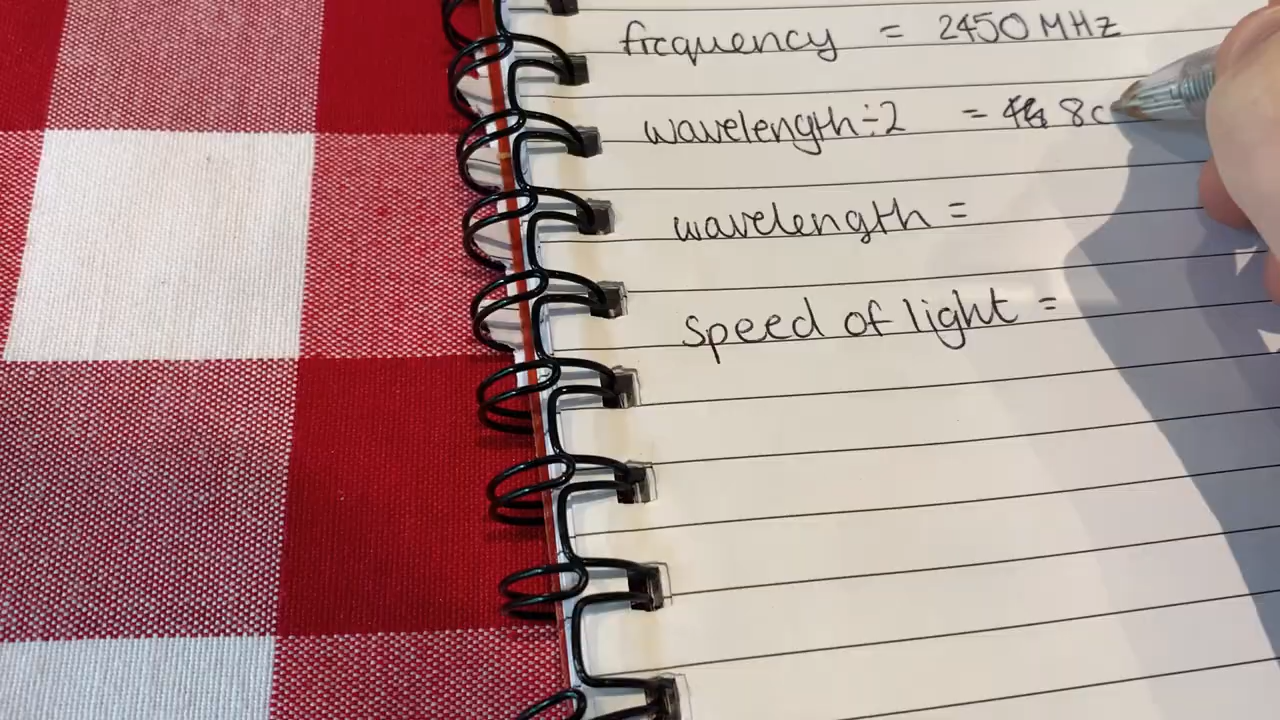 frequency = 2450 MHz
wavelength÷2 = 8c
wavelength =
speed of light =